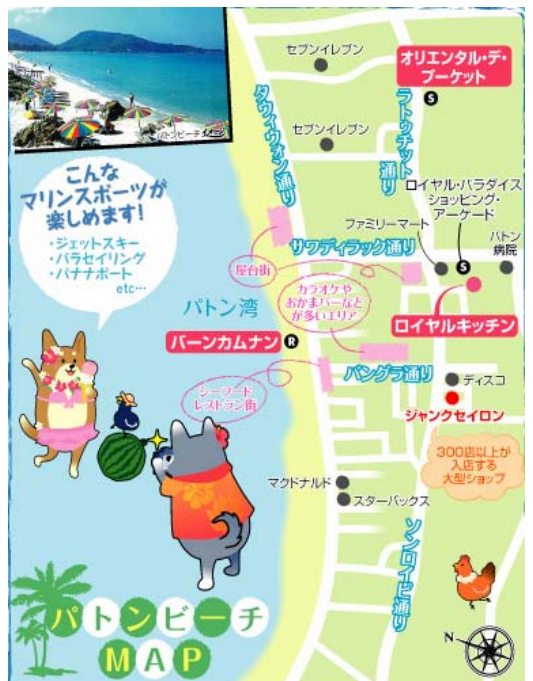 パトンビーチ
こんな
マリンスポーツが
楽しめます!
・ジェットスキー
・パラセイリング
・バナナボート
etc…
セブンイレブン
オリエンタル・デ・
プーケット
S
タウィウォン通り
ラトゥチット通り
セブンイレブン
ロイヤル・パラダイス
ショッピング・
アーケード
ファミリーマート
サワディラック通り
S
パトン
病院
屋台街
カラオケや
おかまバーなど
が多いエリア
パトン湾
ロイヤルキッチン
バーンカムナン
R
バングラ通り
ディスコ
シーフード
レストラン街
ジャンクセイロン
300店以上が
入店する
大型ショップ
マクドナルド
スターバックス
ソンロイピ通り
パトンビーチ
MAP
N